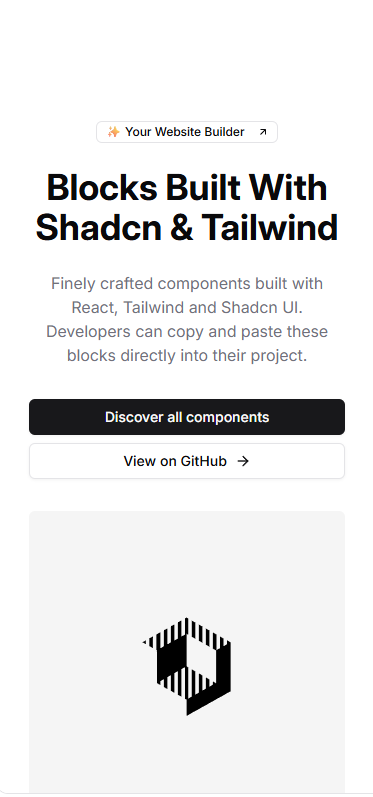 ✨ Your Website Builder
Blocks Built With
Shadcn & Tailwind
Finely crafted components built with
React, Tailwind and Shadcn UI.
Developers can copy and paste these
blocks directly into their project.
Discover all components
View on GitHub